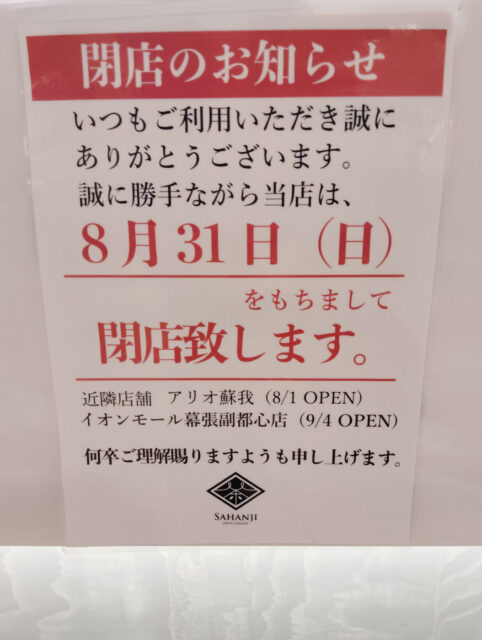 閉店のお知らせ
いつもご利用いただき誠に
ありがとうございます。
誠に勝手ながら当店は、
8月31日（日）
をもちまして
閉店致します。
近隣店舗 アリオ蘇我（8/1 OPEN）
イオンモール幕張副都心店（9/4 OPEN）
何卒ご理解賜りますようも申し上げます。
SAHANJI